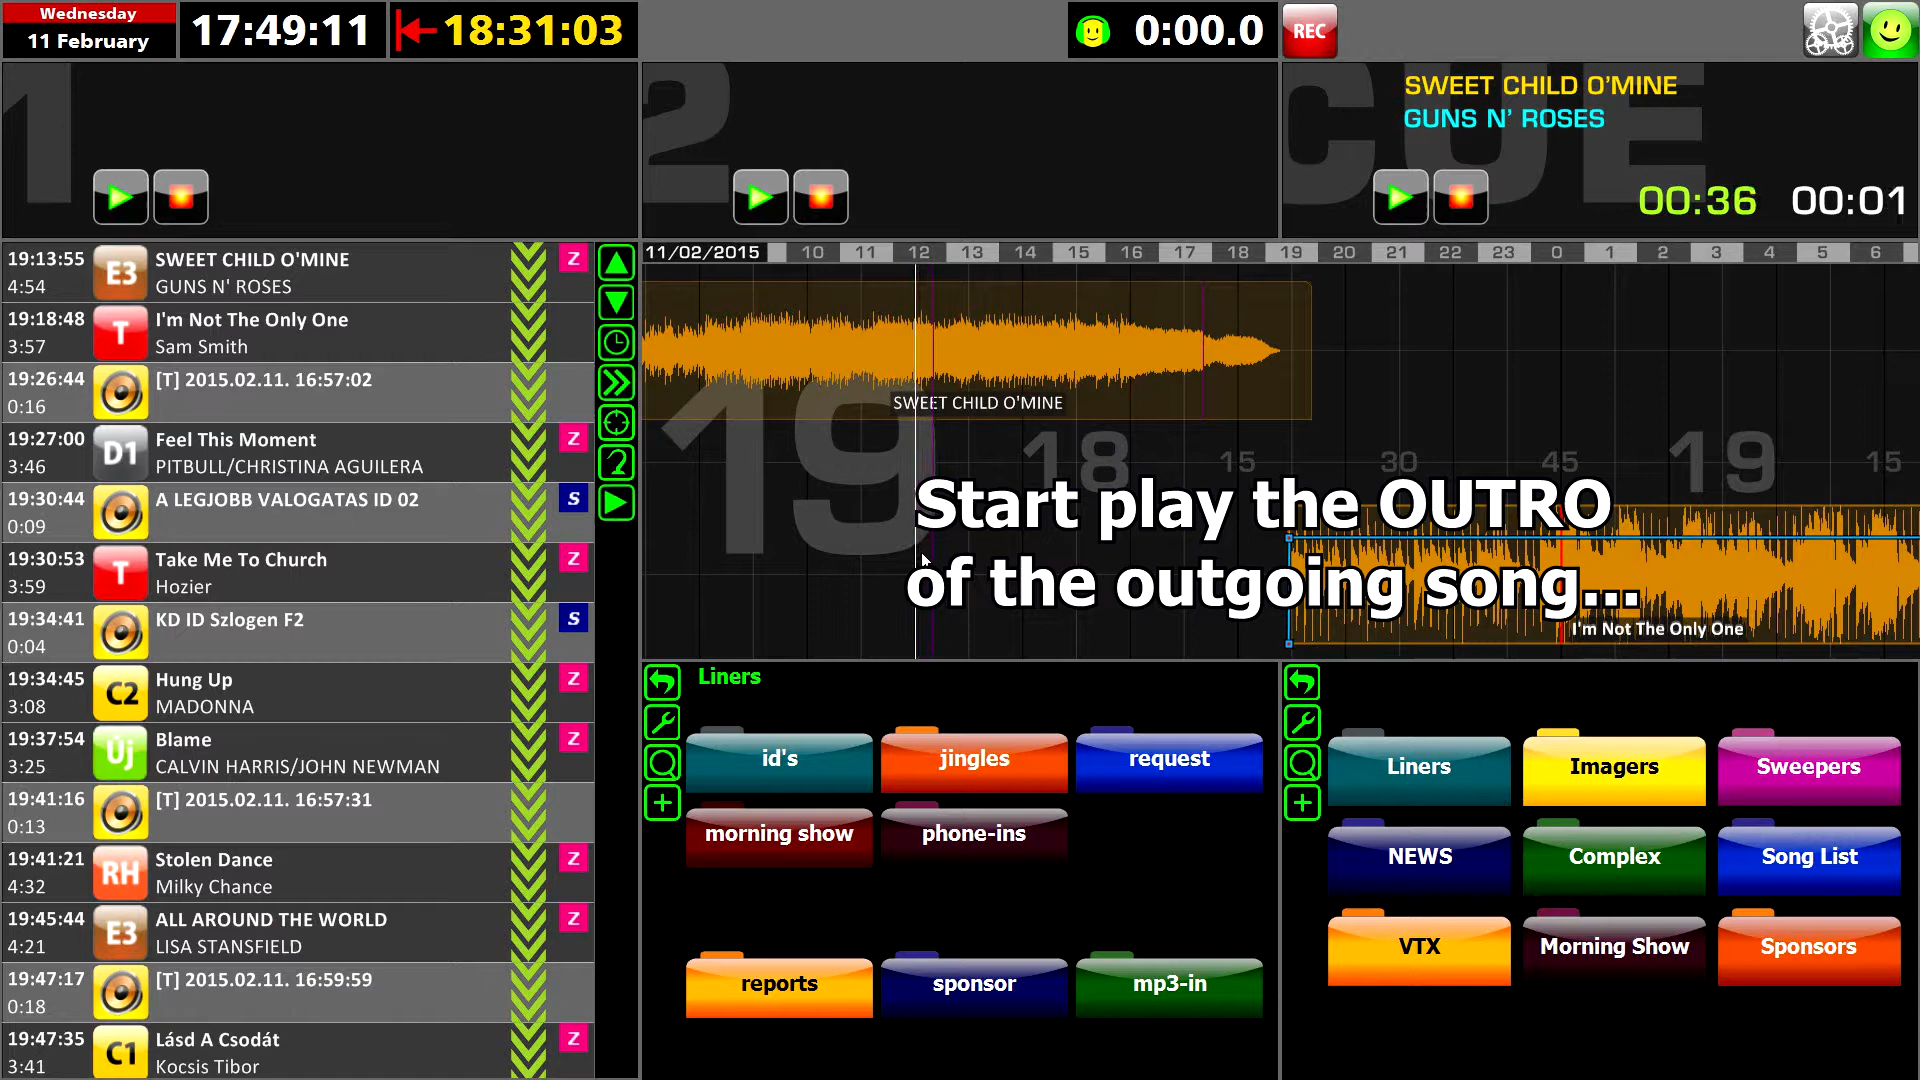 Wednesday
11 February
17:49:11
18:31:03
0:00.0
REC
1
2
CUE
SWEET CHILD O'MINE
GUNS N' ROSES
00:36 00:01
19:13:55 E3 SWEET CHILD O'MINE Z
4:54 GUNS N' ROSES
19:18:48 T I'm Not The Only One
3:57 Sam Smith
19:26:44 [T] 2015.02.11. 16:57:02
0:16
19:27:00 D1 Feel This Moment Z
3:46 PITBULL/CHRISTINA AGUILERA
19:30:44 A LEGJOBB VALOGATAS ID 02 S
0:09
19:30:53 T Take Me To Church Z
3:59 Hozier
19:34:41 KD ID Szlogen F2 S
0:04
19:34:45 C2 Hung Up Z
3:08 MADONNA
19:37:54 Új Blame Z
3:25 CALVIN HARRIS/JOHN NEWMAN
19:41:16 [T] 2015.02.11. 16:57:31
0:13
19:41:21 RH Stolen Dance Z
4:32 Milky Chance
19:45:44 E3 ALL AROUND THE WORLD Z
4:21 LISA STANSFIELD
19:47:17 [T] 2015.02.11. 16:59:59
0:18
19:47:35 C1 Lásd A Csodát Z
3:41 Kocsis Tibor
11/02/2015 10 11 12 13 14 15 16 17 18 19 20 21 22 23 0 1 2 3 4 5 6
SWEET CHILD O'MINE
19 18 15 30 45 19 15
Start play the OUTRO
of the outgoing song...
I'm Not The Only One
Liners
id's jingles request
morning show phone-ins
reports sponsor mp3-in
Liners Imagers Sweepers
NEWS Complex Song List
VTX Morning Show Sponsors